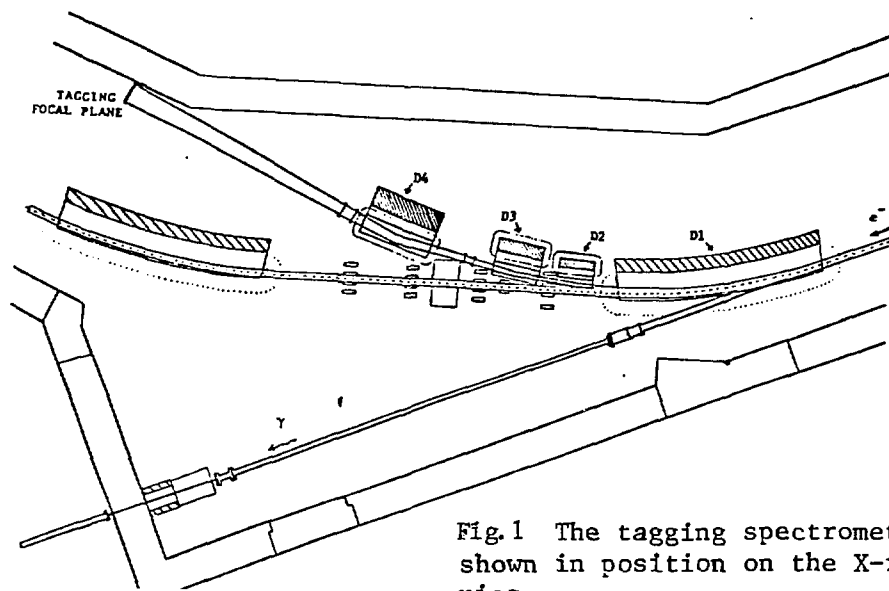 TAGGING
FOCAL PLANE
D4
D3
D2
D1
e⁻
γ
Fig.1 The tagging spectromet
shown in position on the X-